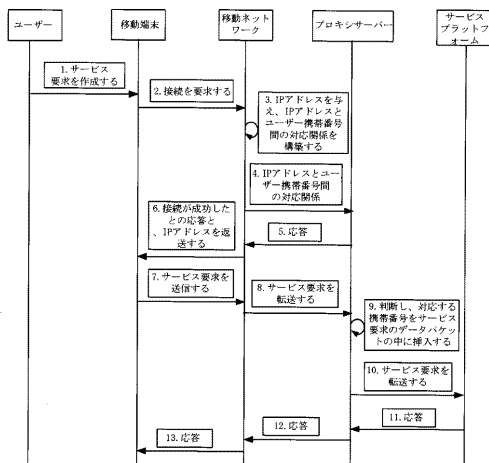 ユーザー
移動端末
移動ネット
ワーク
プロキシサーバー
サービス
プラットフ
ォーム
1. サービス
要求を作成する
2. 接続を要求する
3. IPアドレスを与
え、IPアドレスと
ユーザー携帯番号
間の対応関係を
構築する
4. IPアドレスとユー
ザー携帯番号間
の対応関係
5. 応答
6. 接続が成功した
との応答と
、IPアドレスを返
送する
7. サービス要求を
送信する
8. サービス要求を
転送する
9. 判断し、対応する
携帯番号をサービス
要求のデータパケッ
トの中に挿入する
10. サービス要求を
転送する
11. 応答
12. 応答
13. 応答